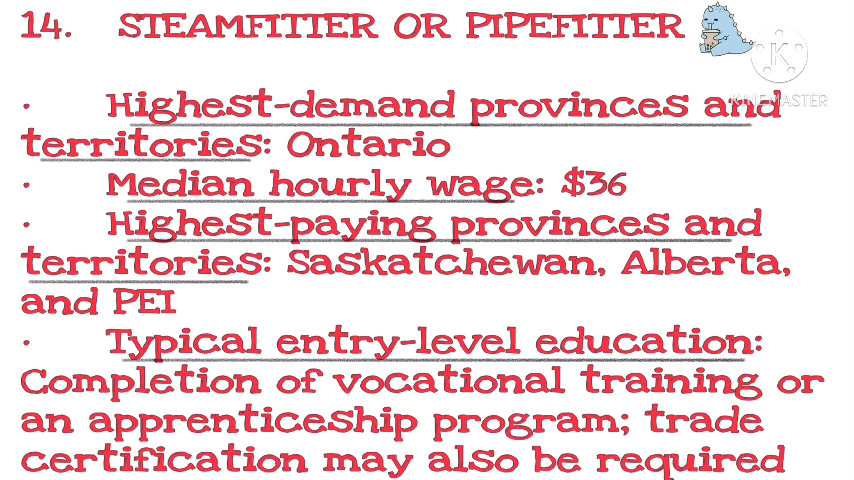 14. STEAMFITTER OR PIPEFITTER
K
KINEMASTER
· Highest-demand provinces and
territories: Ontario
· Median hourly wage: $36
· Highest-paying provinces and
territories: Saskatchewan, Alberta,
and PEI
· Typical entry-level education:
Completion of vocational training or
an apprenticeship program; trade
certification may also be required